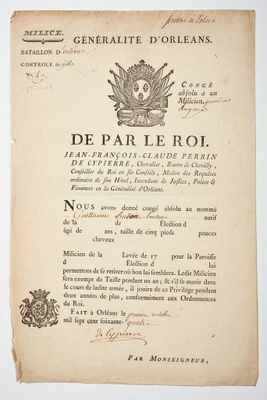 MILICE.
GÉNÉRALITÉ D'ORLEANS.
BATAILLON D'
CONTROLE
CONGÉ
absolu à un
Milicien,
DE PAR LE ROI.
JEAN-FRANÇOIS-CLAUDE PERRIN
DE CYPIERRE, Chevalier, Baron de Chevilly,
Conseiller du Roi en ses Conseils, Maître des Requêtes
ordinaire de son Hôtel, Intendant de Justice, Police &
Finances en la Généralité d'Orléans.
NOUS avons donné congé absolu au nommé
Guillaume natif
de la d Election d
âgé de ans, taille de cinq pieds pouces
cheveux
Milicien de la Levée de 17 pour la Paroisse
d Election d lui
permettons de se retirer où bon lui semblera. Ledit Milicien
sera exempt de Taille pendant un an; & s'il se marie dans
le cours de ladite année, il jouira de ce Privilége pendant
deux années de plus, conformément aux Ordonnances
du Roi.
FAIT à Orléans le
mil sept cent soixante-quatre
de Cypierre
PAR MONSEIGNEUR,